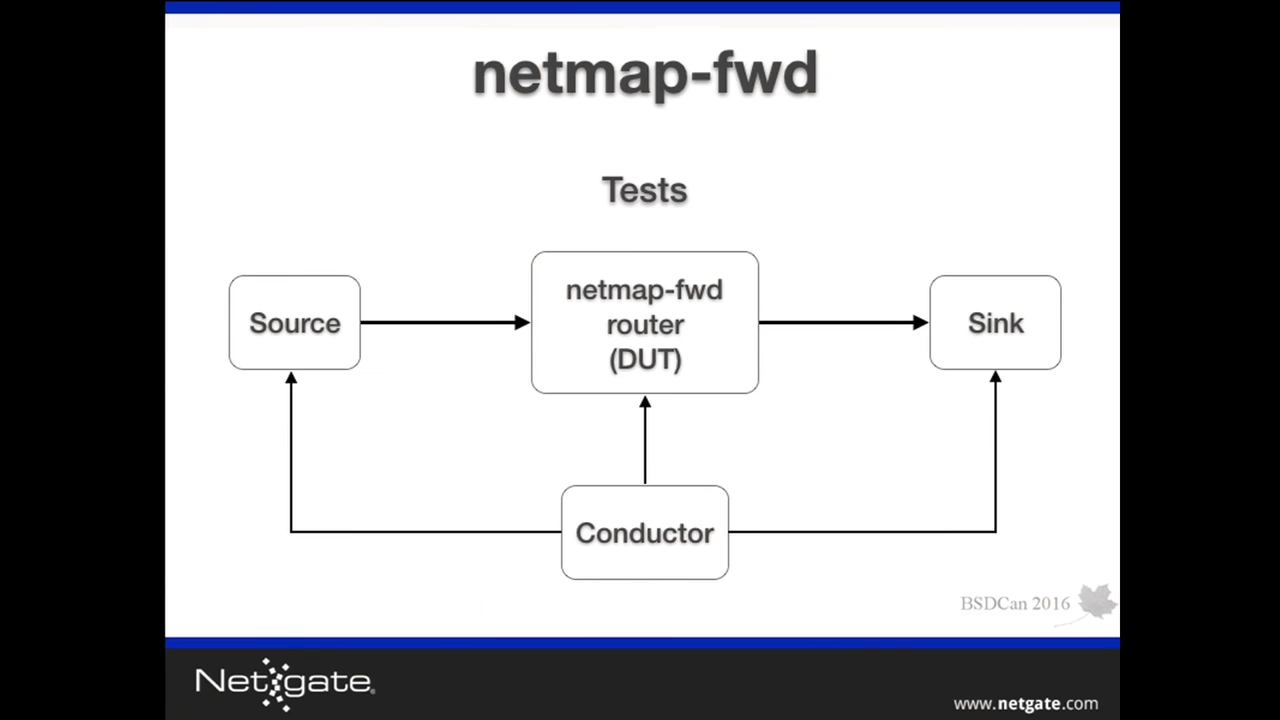 netmap-fwd
Tests
Source
netmap-fwd
router
(DUT)
Sink
Conductor
BSDCan 2016
Netgate
www.netgate.com